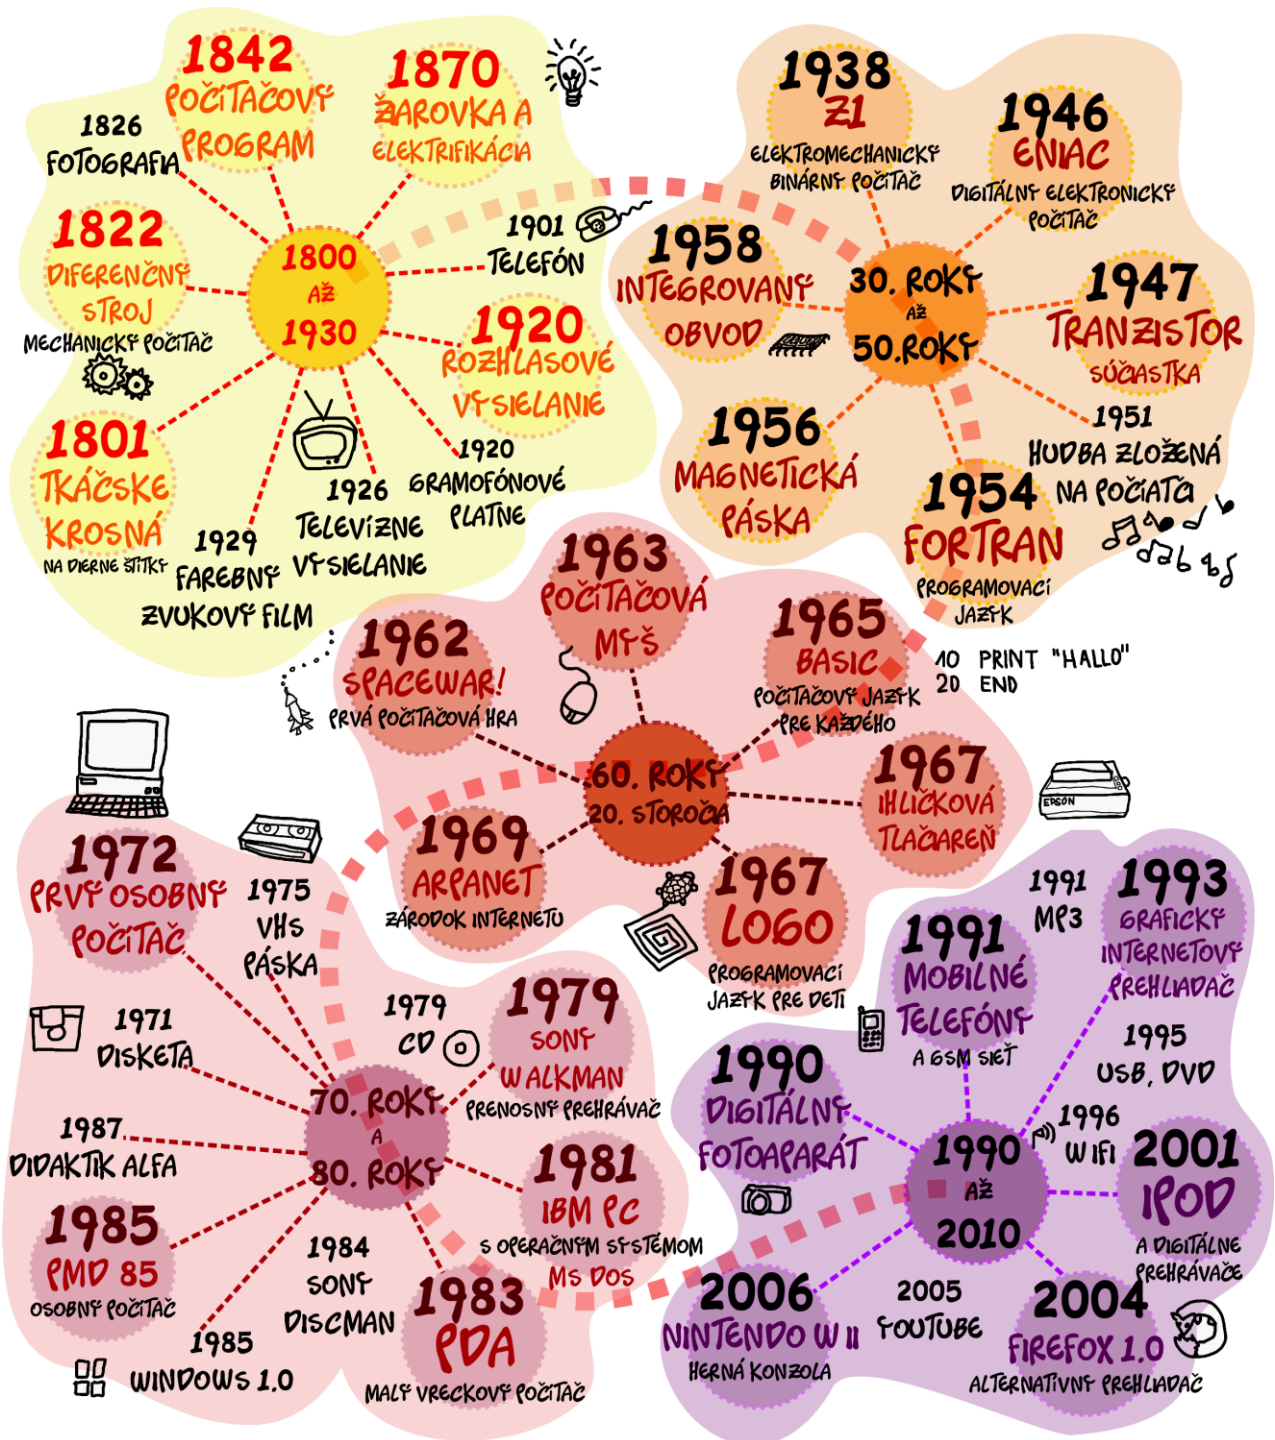 1842
POČÍTAČOVÝ
PROGRAM
1870
ŽAROVKA A
ELEKTRIFIKÁCIA
1826
FOTOGRAFIA
1822
DIFERENČNÝ
STROJ
MECHANICKÝ POČÍTAČ
1800
AŽ
1930
1901
TELEFÓN
1920
ROZHLASOVÉ
VYSIELANIE
1801
TKÁČSKE
KROSNÁ
NA DIERNE ŠTÍTKY
1929
FAREBNÝ
ZVUKOVÝ FILM
1926
TELEVÍZNE
VYSIELANIE
1920
GRAMOFÓNOVÉ
PLATNE
1938
Z1
ELEKTROMECHANICKÝ
BINÁRNY POČÍTAČ
1946
ENIAC
DIGITÁLNY ELEKTRONICKÝ
POČÍTAČ
1958
INTEGROVANÝ
OBVOD
30. ROKY
AŽ
50.ROKY
1947
TRANZISTOR
SÚČIASTKA
1956
MAGNETICKÁ
PÁSKA
1954
FORTRAN
PROGRAMOVACÍ
JAZYK
1951
HUDBA ZLOŽENÁ
NA POČÍATČI
1963
POČÍTAČOVÁ
MYŠ
1962
SPACEWAR!
PRVÁ POČÍTAČOVÁ HRA
1965
BASIC
POČÍTAČOVÝ JAZYK
PRE KAŽDÉHO
10 PRINT "HALLO"
20 END
60. ROKY
20. STOROČIA
1967
IHLIČKOVÁ
TLAČIAREŇ
EPSON
1969
ARPANET
ZÁRODOK INTERNETU
1967
LOGO
PROGRAMOVACÍ
JAZYK PRE DETI
1972
PRVÝ OSOBNÝ
POČÍTAČ
1975
VHS
PÁSKA
1971
DISKETA
1979
CD
1979
SONY
WALKMAN
PRENOSNÝ PREHRÁVAČ
70. ROKY
A
80. ROKY
1987
DIDAKTIK ALFA
1981
IBM PC
S OPERAČNÝM SYSTÉMOM
MS DOS
1985
PMD 85
OSOBNÝ POČÍTAČ
1984
SONY
DISCMAN
1983
PDA
MALÝ VRECKOVÝ POČÍTAČ
1985
WINDOWS 1.0
1991
MP3
1993
GRAFICKÝ
INTERNETOVÝ
PREHLIADAČ
1991
MOBILNÉ
TELEFÓNY
A GSM SIEŤ
1995
USB, DVD
1990
DIGITÁLNY
FOTOAPARÁT
1996
WIFI
1990
AŽ
2010
2001
IPOD
A DIGITÁLNE
PREHRÁVAČE
2006
NINTENDO WII
HERNÁ KONZOLA
2005
YOUTUBE
2004
FIREFOX 1.0
ALTERNATÍVNY PREHLIADAČ